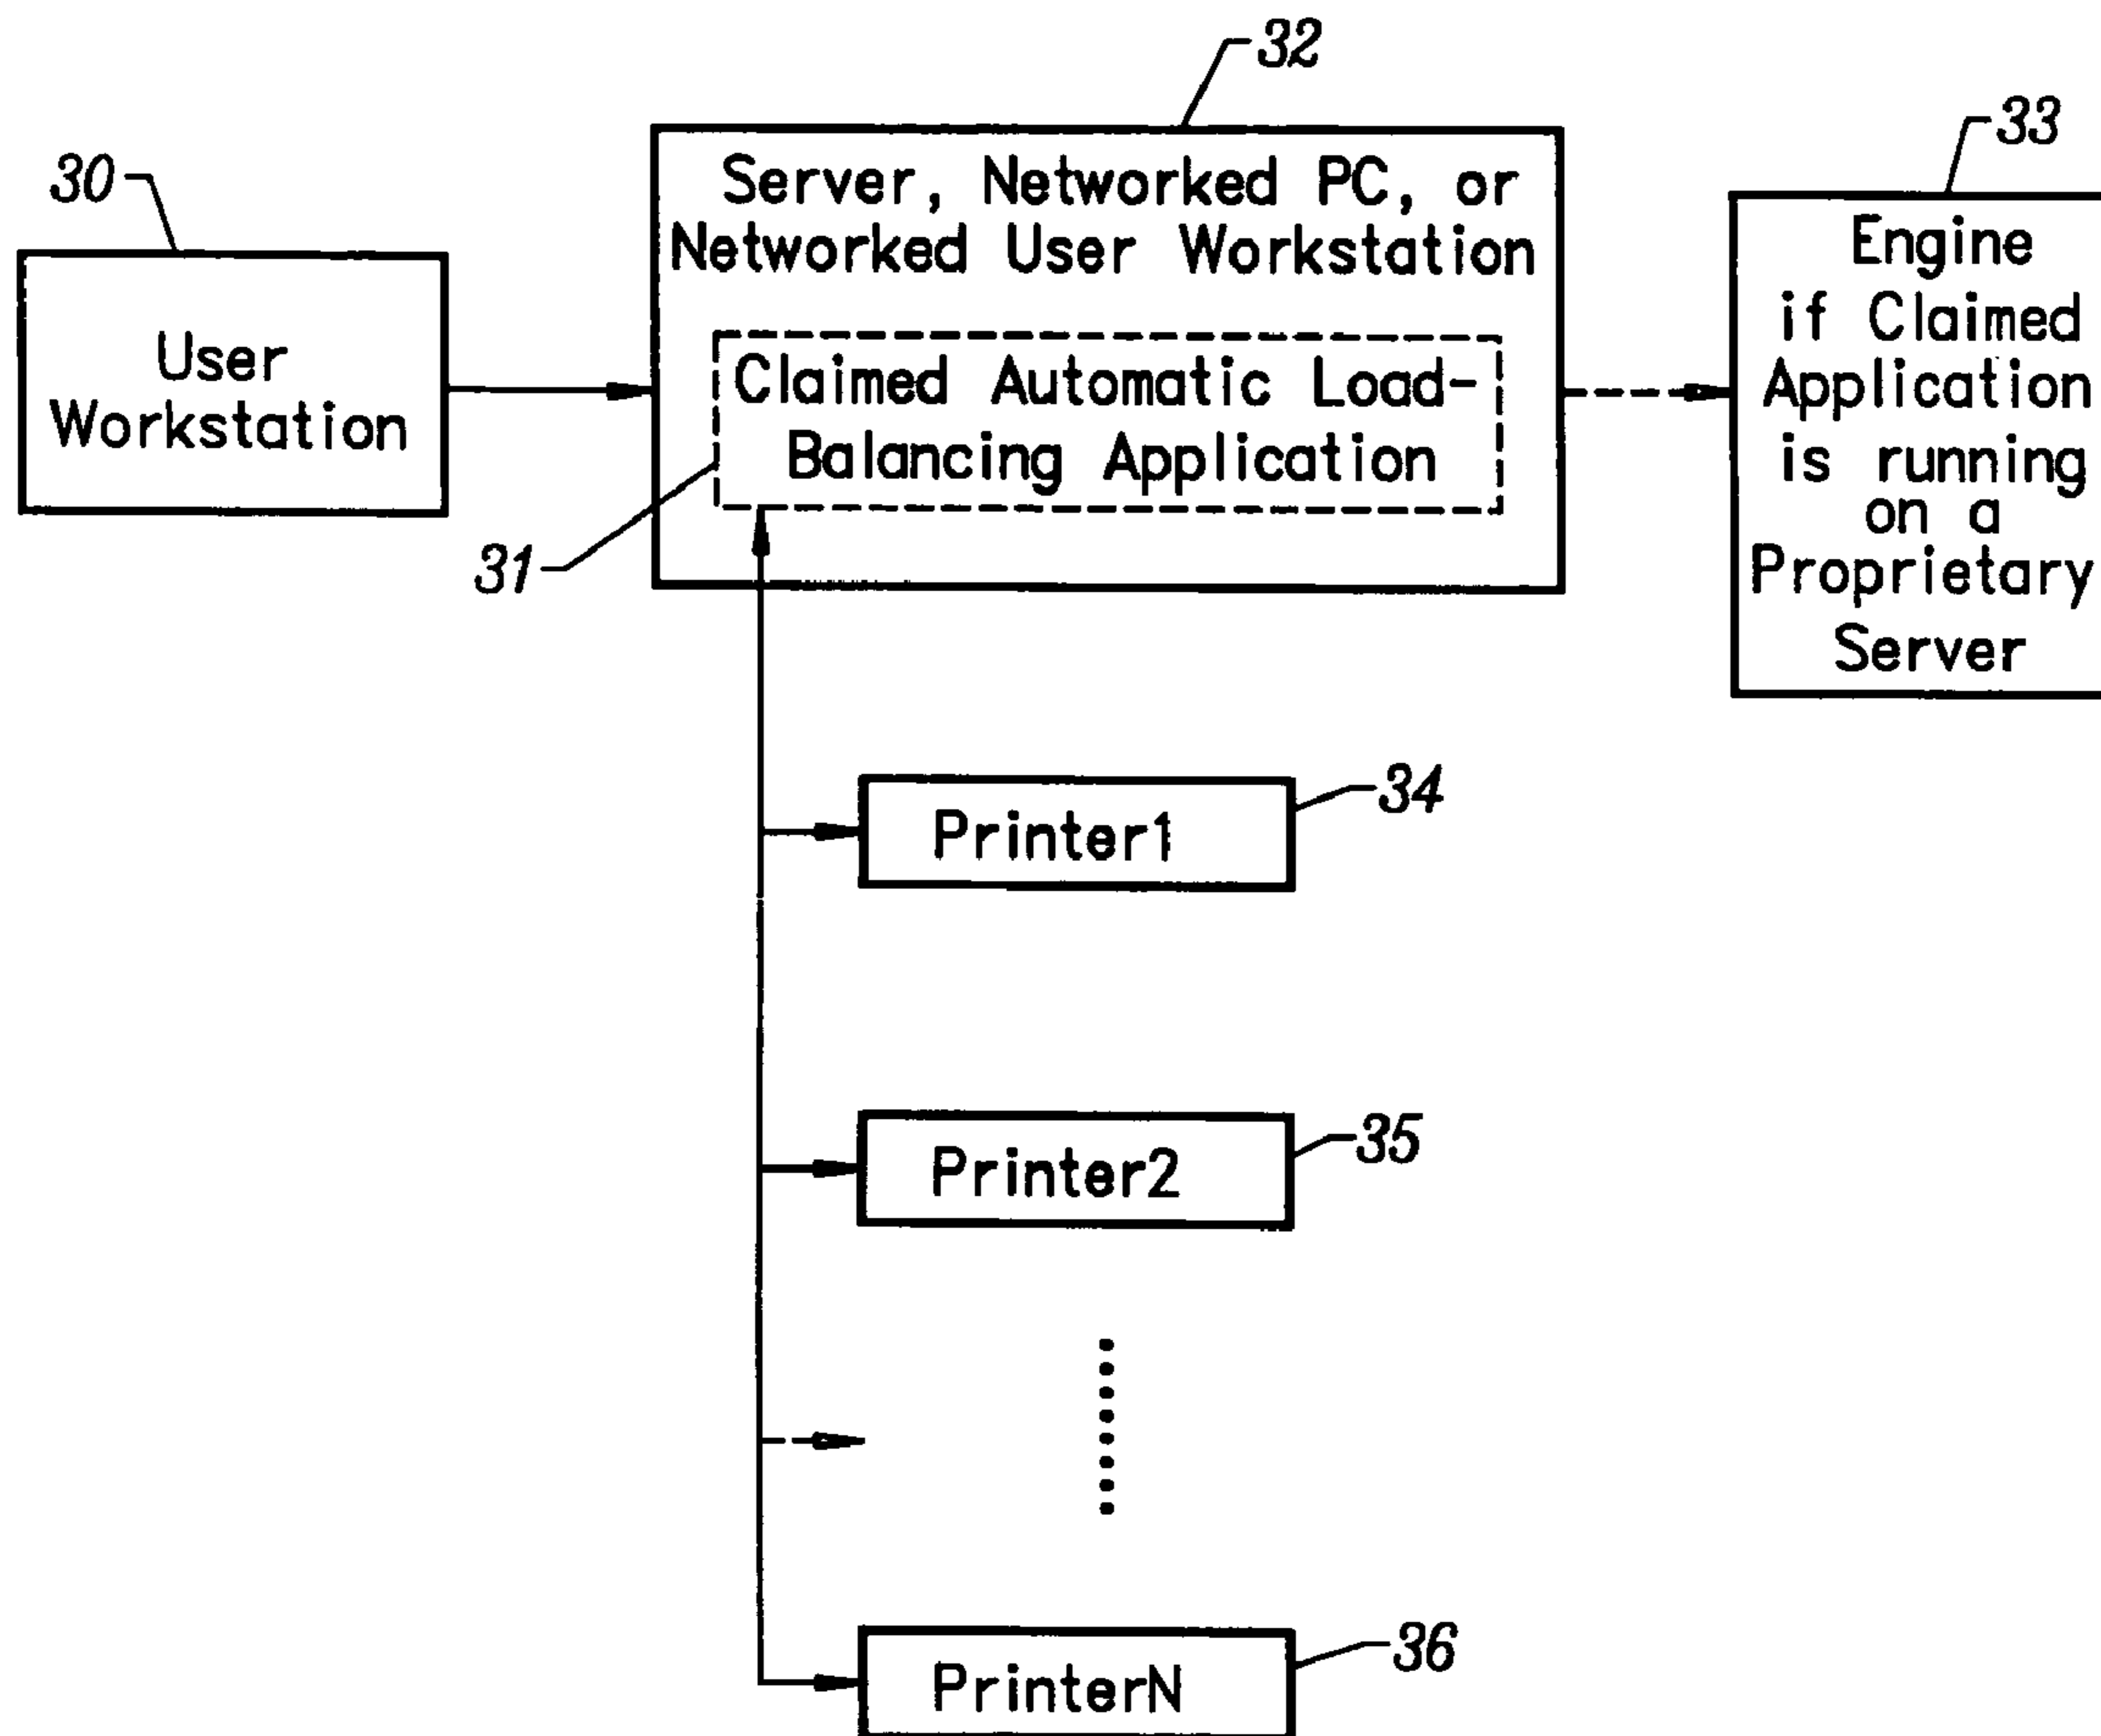 32
33
30
Server, Networked PC, or
Networked User Workstation
Engine
if Claimed
Application
is running
on a
Proprietary
Server
User
Workstation
Claimed Automatic Load-
Balancing Application
31
Printer1
34
Printer2
35
PrinterN
36